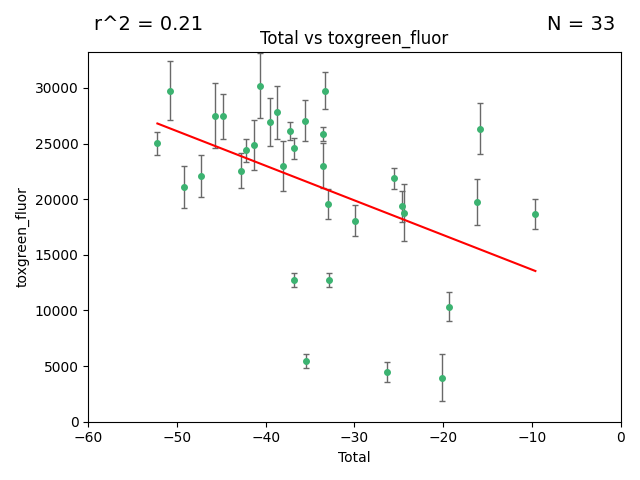 r^2 = 0.21
N = 33
Total vs toxgreen_fluor
toxgreen_fluor
30000
25000
20000
15000
10000
5000
0
−60
−50
−40
−30
−20
−10
0
Total